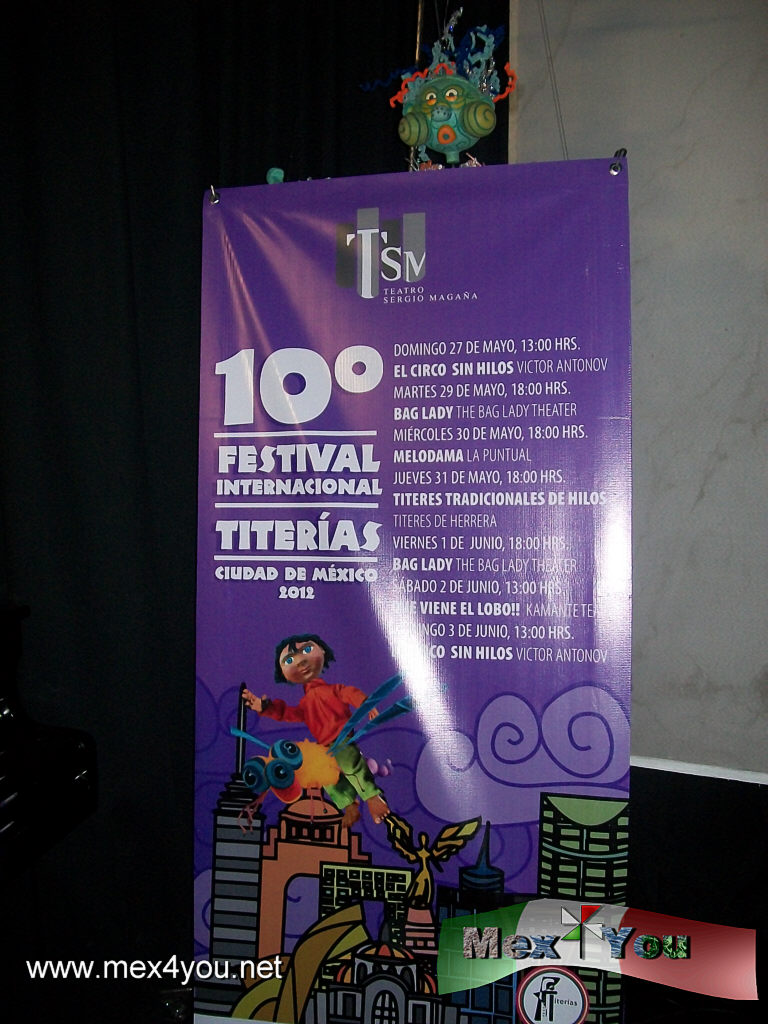 TSM
TEATRO
SERGIO MAGAÑA
10º
FESTIVAL
INTERNACIONAL
TITERÍAS
CIUDAD DE MÉXICO
2012
DOMINGO 27 DE MAYO, 13:00 HRS.
EL CIRCO SIN HILOS VICTOR ANTONOV
MARTES 29 DE MAYO, 18:00 HRS.
BAG LADY THE BAG LADY THEATER
MIÉRCOLES 30 DE MAYO, 18:00 HRS.
MELODAMA LA PUNTUAL
JUEVES 31 DE MAYO, 18:00 HRS.
TITERES TRADICIONALES DE HILOS
TITERES DE HERRERA
VIERNES 1 DE JUNIO, 18:00 HRS.
BAG LADY THE BAG LADY THEATER
SÁBADO 2 DE JUNIO, 13:00 HRS.
VIENE EL LOBO!! KAMANTE
3 DE JUNIO, 13:00 HRS.
SIN HILOS VICTOR ANTONOV
Mex4You
www.mex4you.net
Titerías